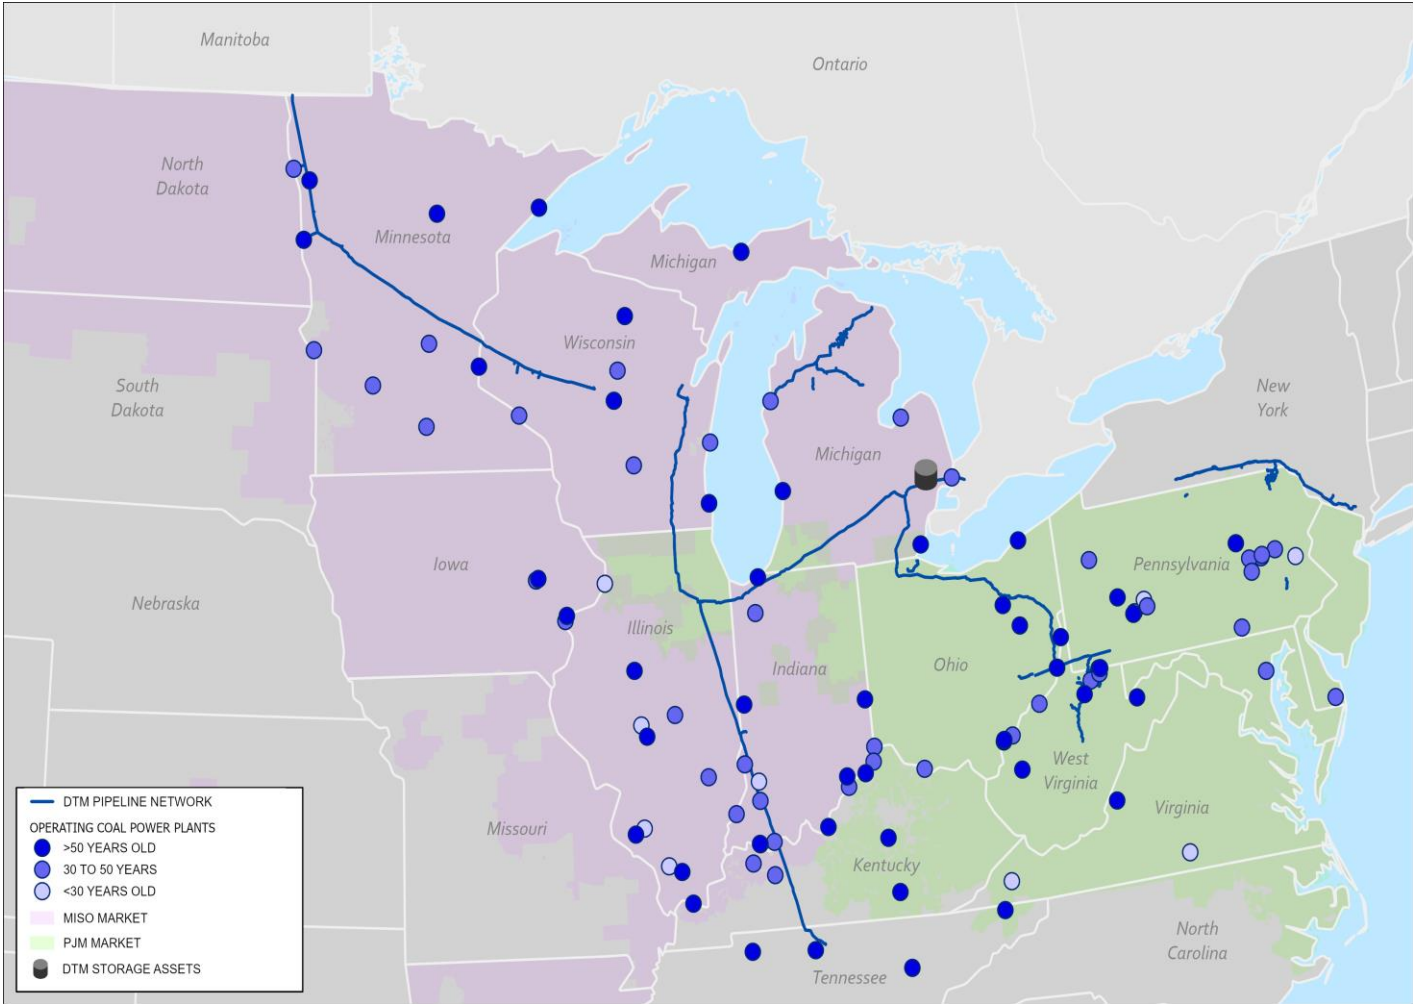 Manitoba
Ontario
North
Dakota
Minnesota
Michigan
Wisconsin
South
Dakota
New
York
Michigan
Iowa
Pennsylvania
Nebraska
Illinois
Indiana
Ohio
West
Virginia
Virginia
Missouri
Kentucky
North
Carolina
Tennessee
DTM PIPELINE NETWORK
OPERATING COAL POWER PLANTS
>50 YEARS OLD
30 TO 50 YEARS
<30 YEARS OLD
MISO MARKET
PJM MARKET
DTM STORAGE ASSETS